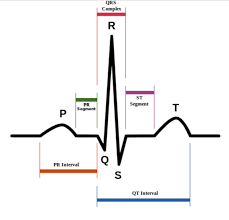 QRS
Complex
R
ST
Segment
PR
Segment
P
T
Q
S
PR Interval
QT Interval